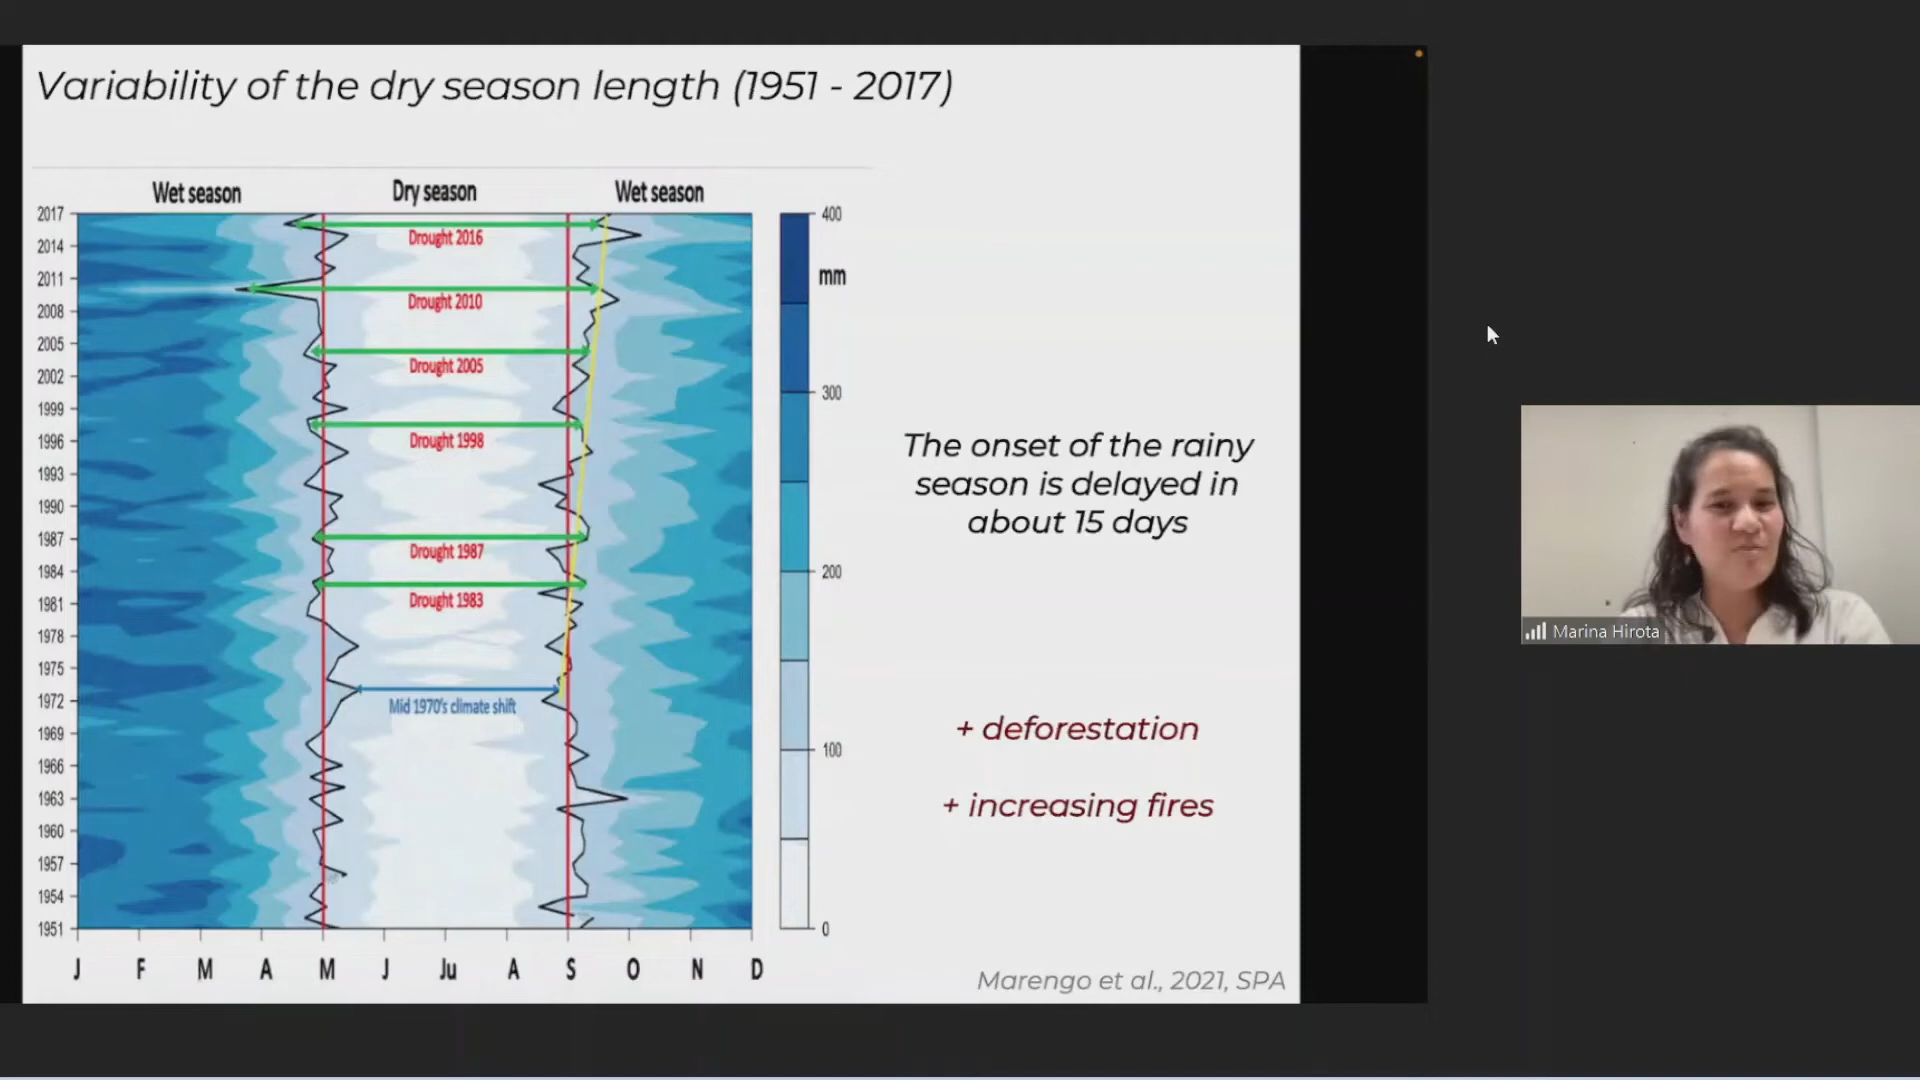 Variability of the dry season length (1951 - 2017)
Wet season
Dry season
Wet season
2017
2014
2011
2008
2005
2002
1999
1996
1993
1990
1987
1984
1981
1978
1975
1972
1969
1966
1963
1960
1957
1954
1951
Drought 2016
Drought 2010
Drought 2005
Drought 1998
Drought 1987
Drought 1983
Mid 1970's climate shift
J F M A M J Ju A S O N D
400
mm
300
200
100
0
The onset of the rainy
season is delayed in
about 15 days
+ deforestation
+ increasing fires
Marengo et al., 2021, SPA
Marina Hirota